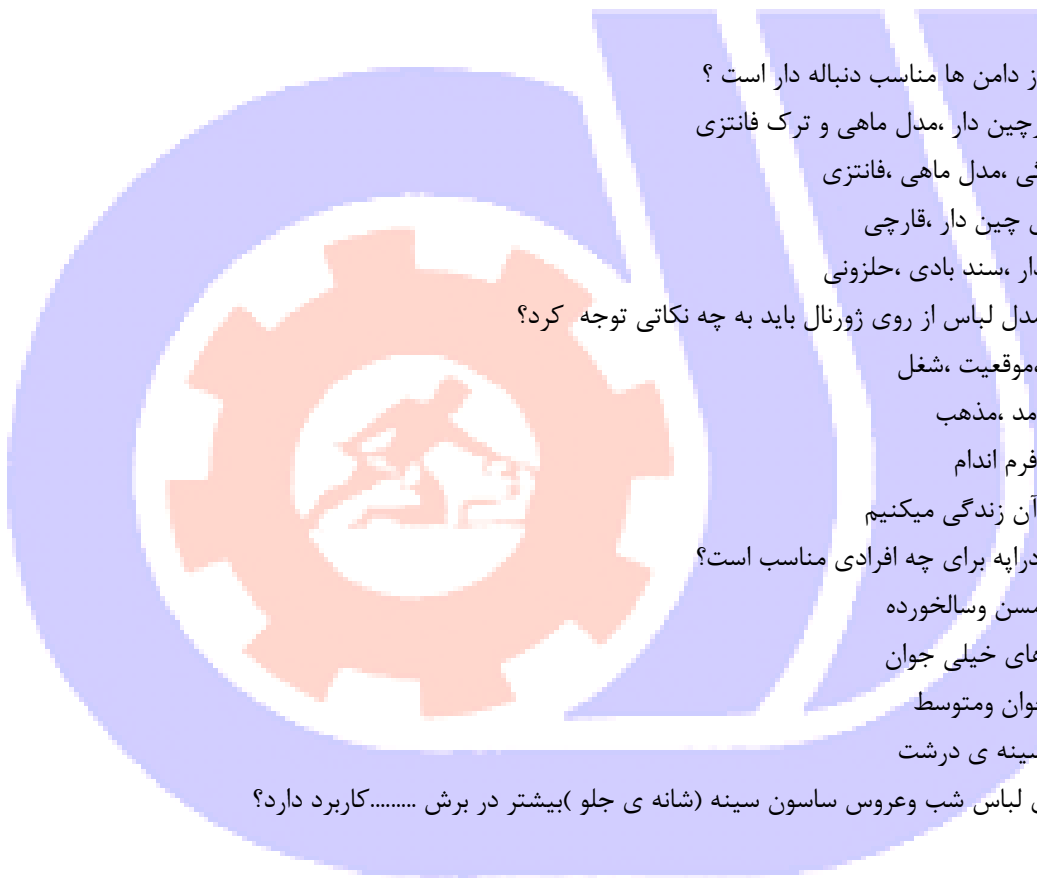 ز دامن ها مناسب دنباله دار است ؟
رچین دار ،مدل ماهی و ترک فانتزی
گی ،مدل ماهی ،فانتزی
چین دار ،قارچی
دار ،سند بادی ،حلزونی
مدل لباس از روی ژورنال باید به چه نکاتی توجه کرد؟
،موقعیت ،شغل
مد ،مذهب
فرم اندام
آن زندگی میکنیم
دراپه برای چه افرادی مناسب است؟
مسن وسالخورده
های خیلی جوان
جوان ومتوسط
سینه ی درشت
لباس شب وعروس ساسون سینه (شانه ی جلو )بیشتر در برش .........کاربرد دارد؟